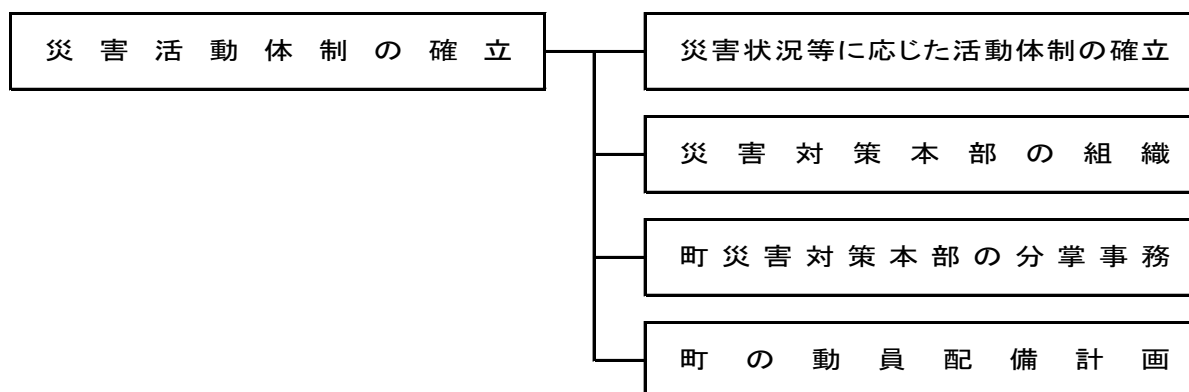 災害活動体制の確立
災害状況等に応じた活動体制の確立
災害対策本部の組織
町災害対策本部の分掌事務
町の動員配備計画